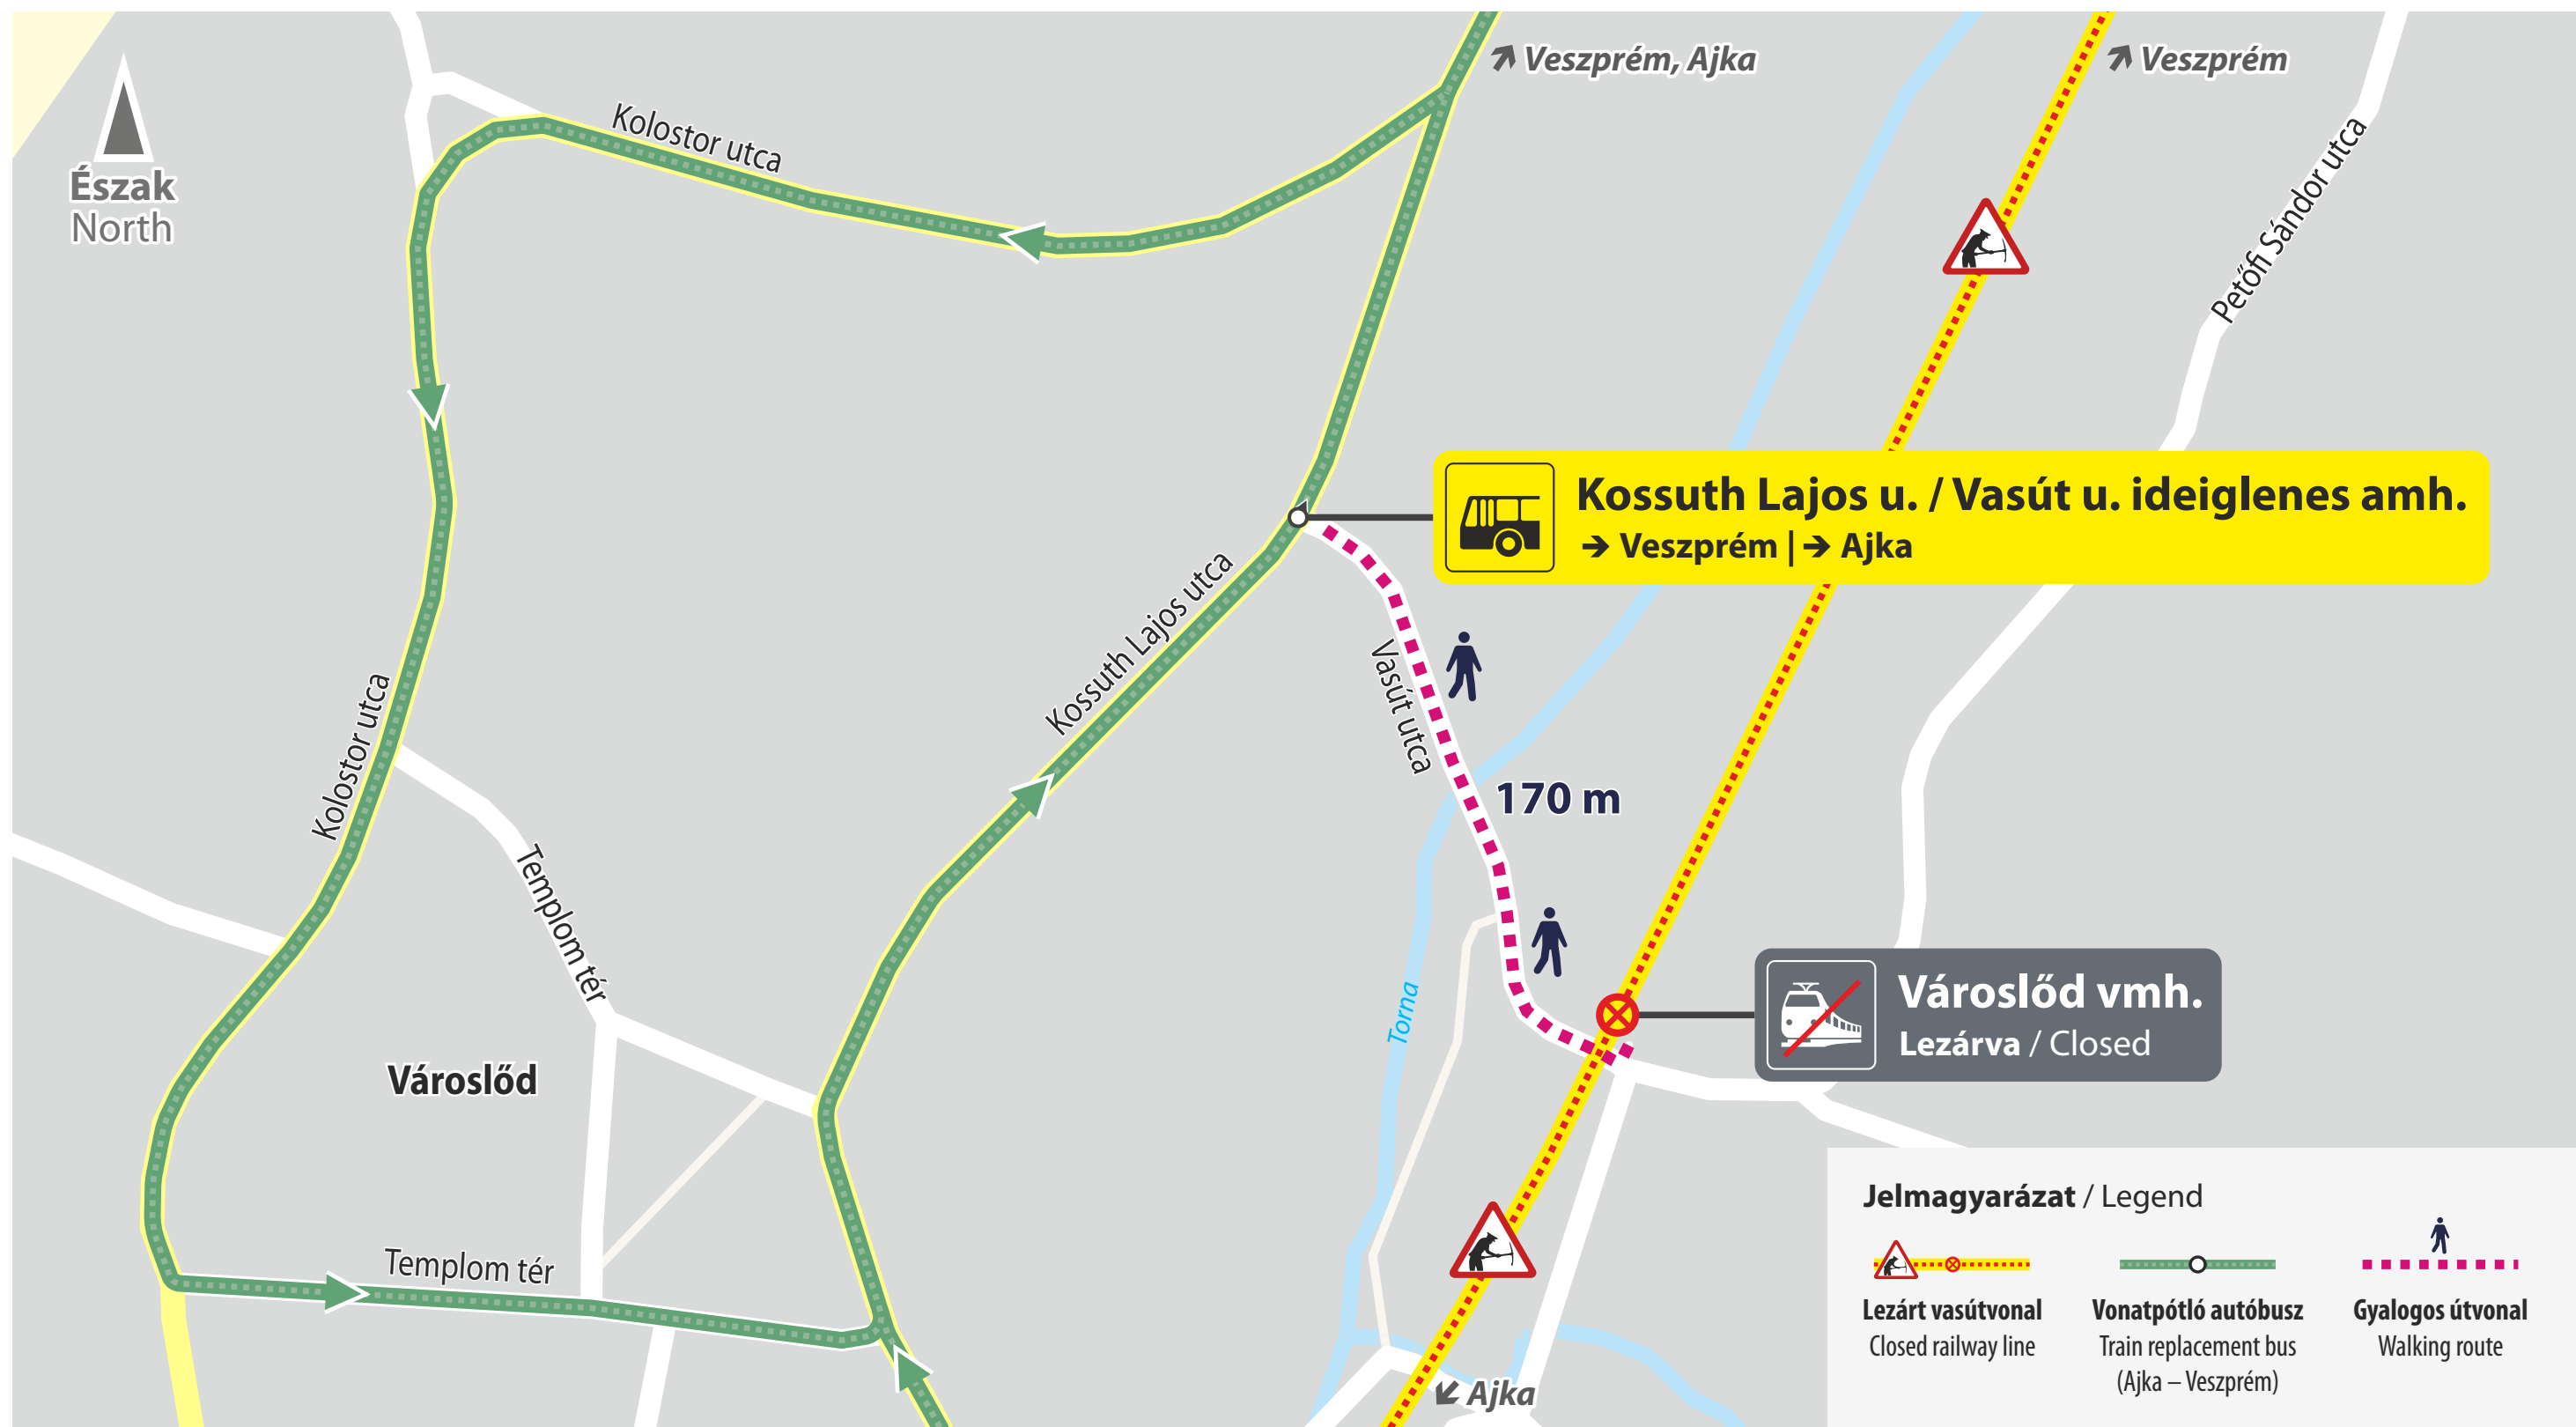 Veszprém, Ajka
Veszprém
Észak
North
Kolostor utca
Petőfi Sándor utca
Kossuth Lajos u. / Vasút u. ideiglenes amh.
➔ Veszprém | ➔ Ajka
Kossuth Lajos utca
Vasút utca
Kolostor utca
170 m
Templom tér
Torna
Városlőd vmh.
Lezárva / Closed
Városlőd
Templom tér
Ajka
Jelmagyarázat / Legend
Lezárt vasútvonal
Closed railway line
Vonatpótló autóbusz
Train replacement bus
(Ajka – Veszprém)
Gyalogos útvonal
Walking route